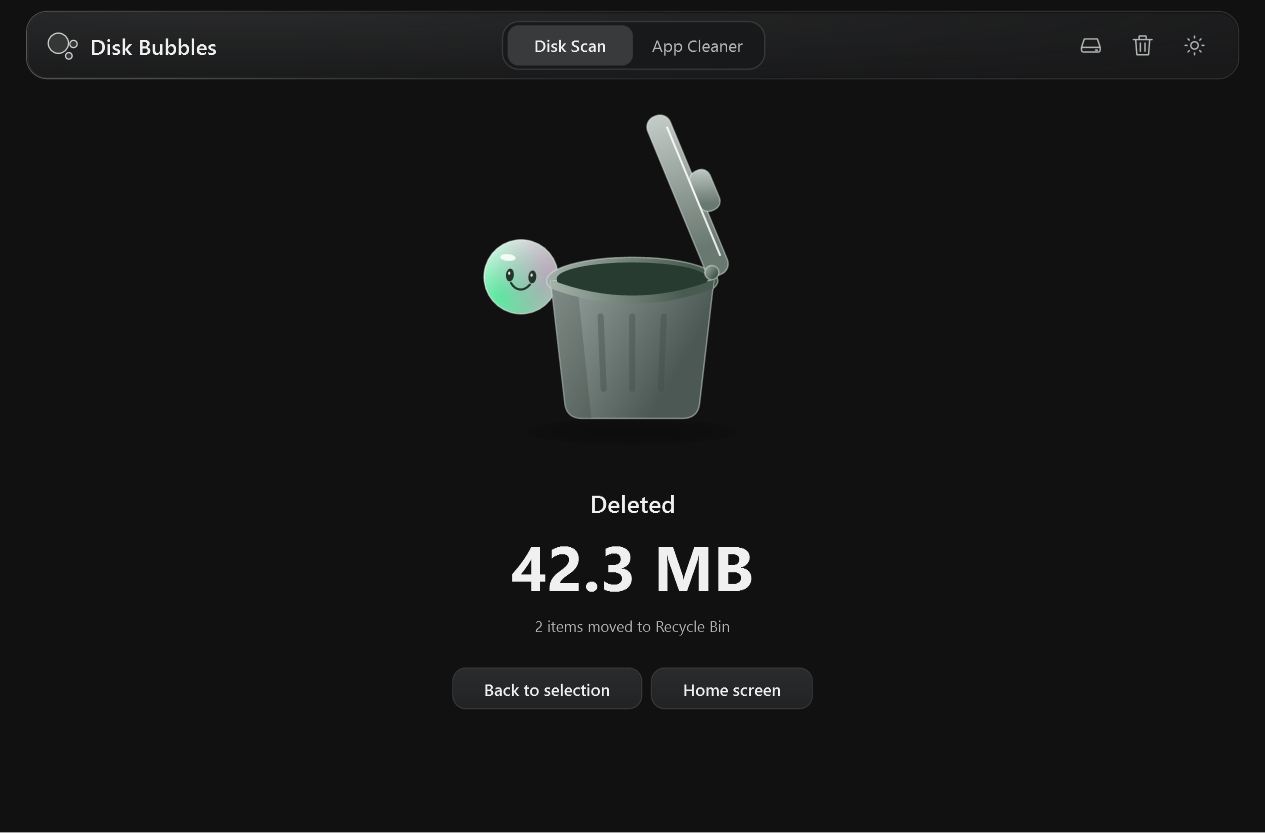 Disk Bubbles
Disk Scan
App Cleaner
Deleted
42.3 MB
2 items moved to Recycle Bin
Back to selection
Home screen